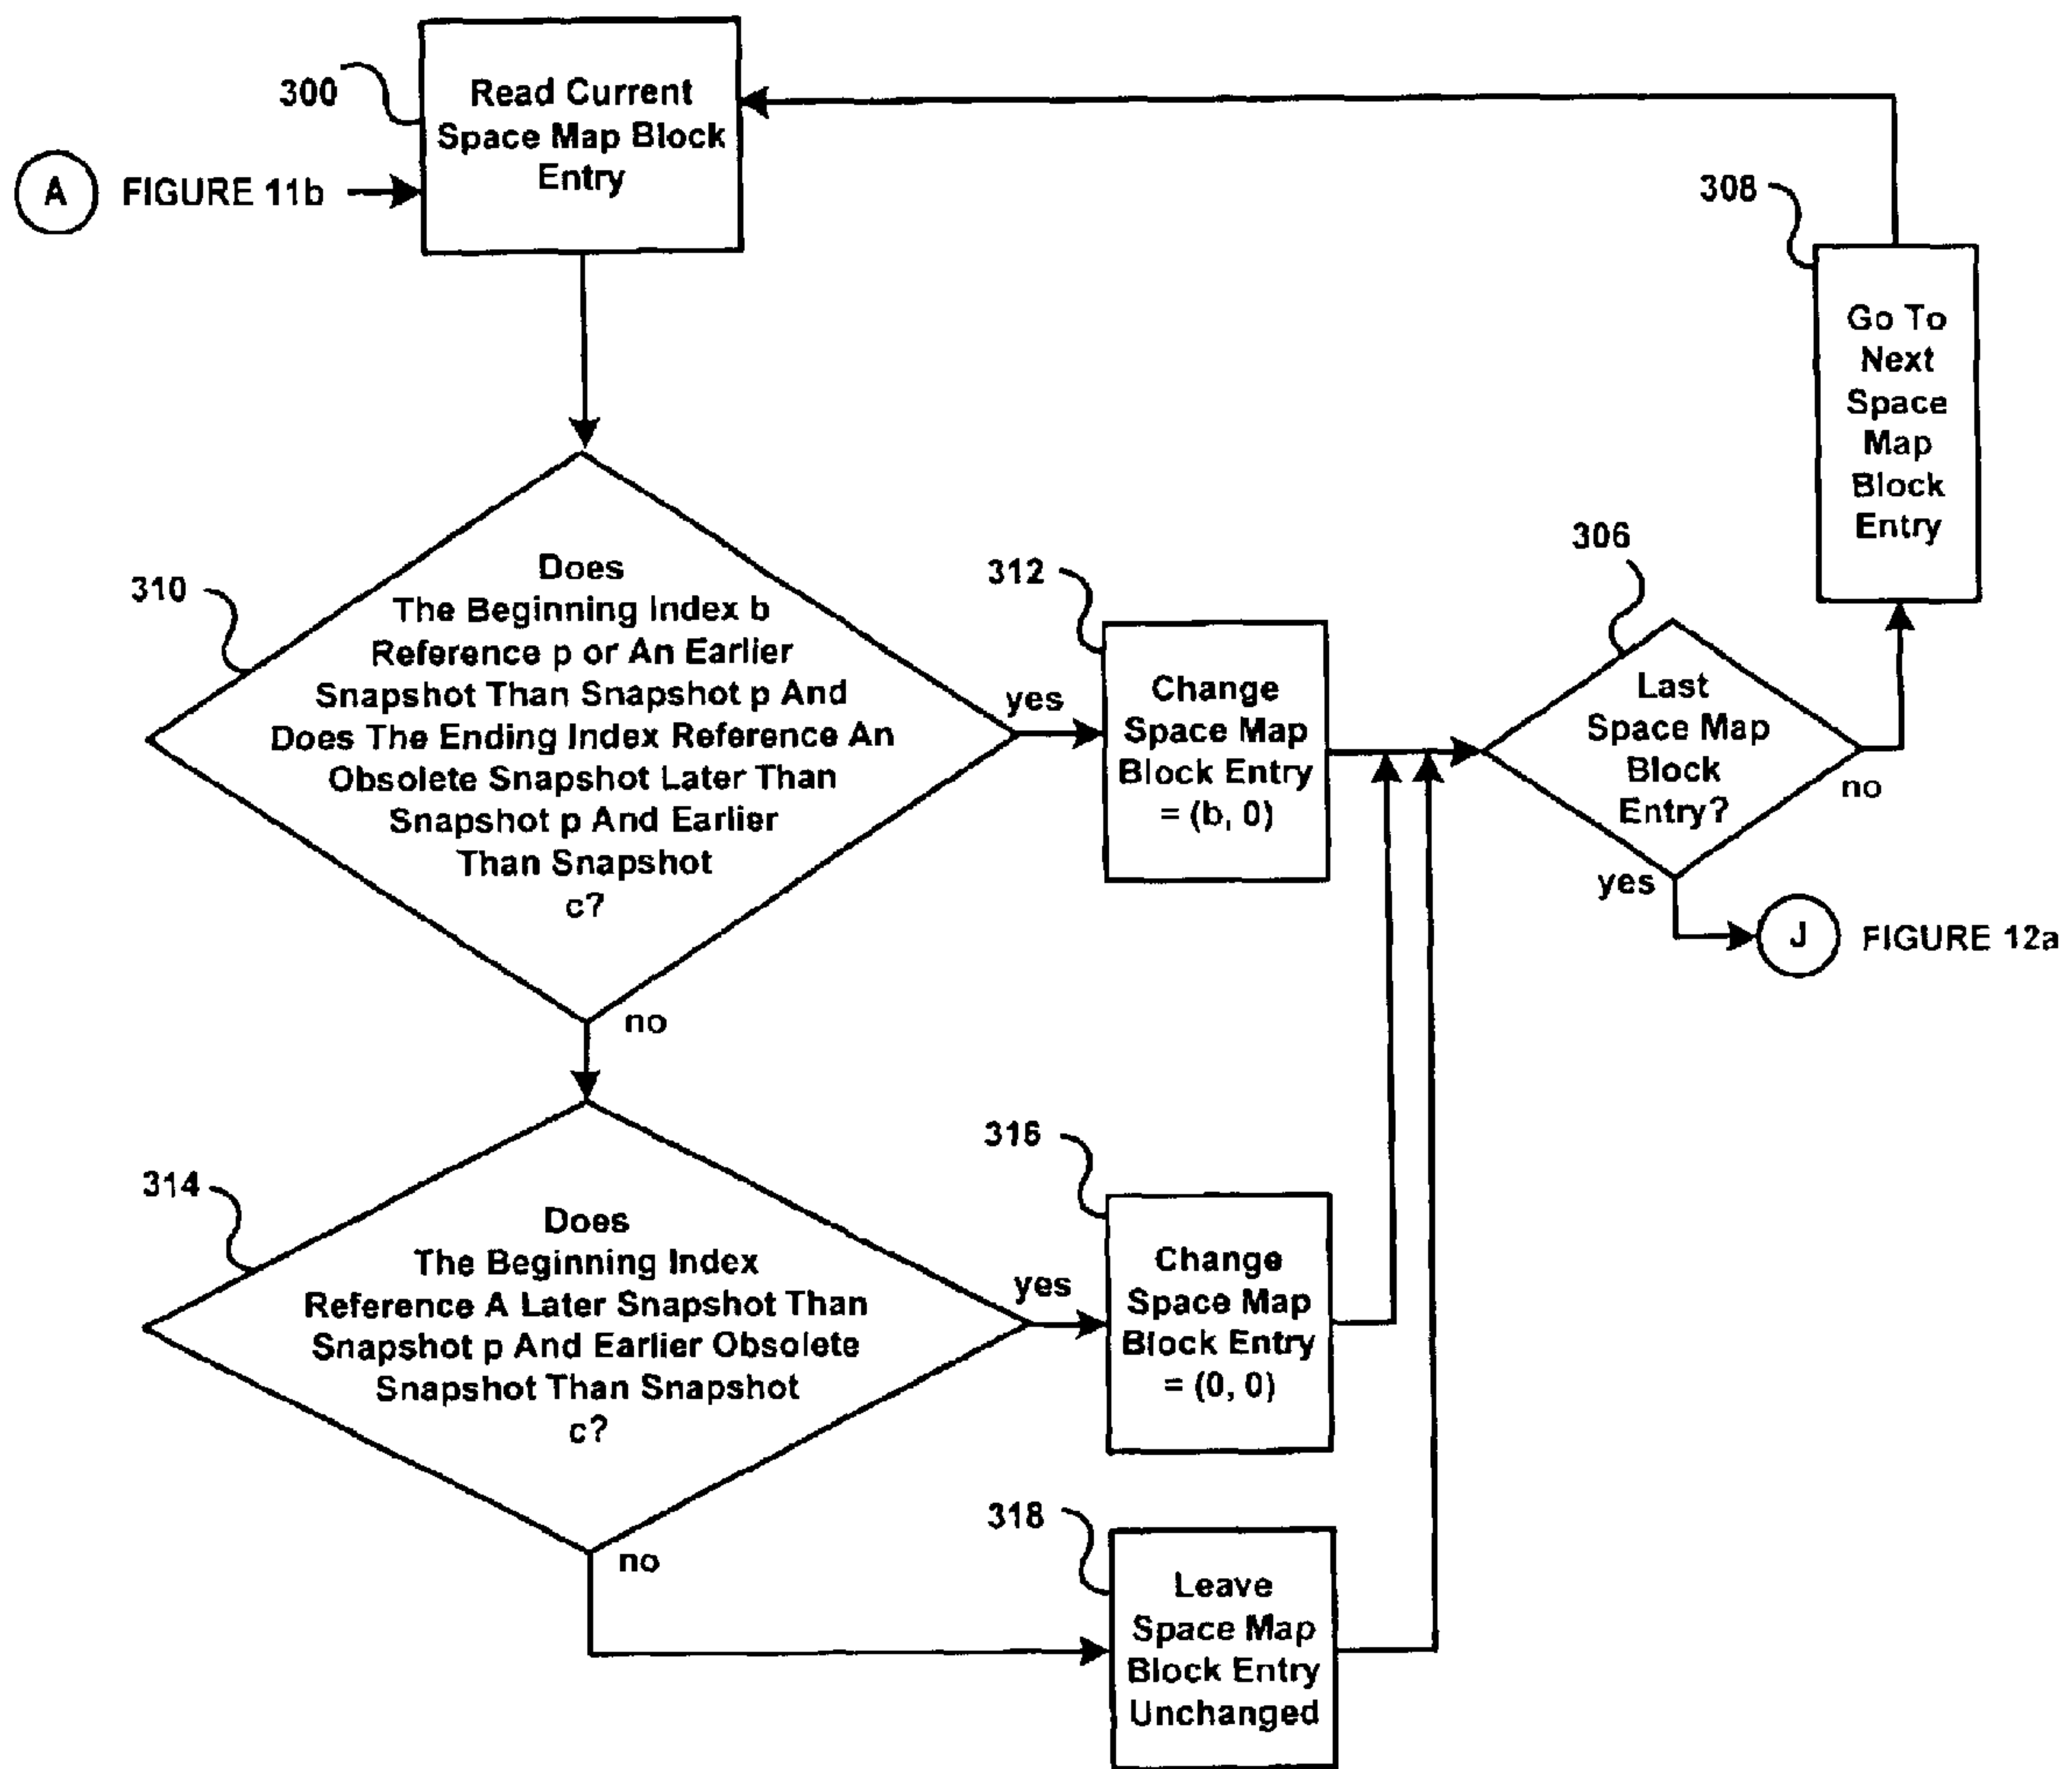 300
Read Current
Space Map Block
Entry
A
FIGURE 11b
308
Go To
Next
Space
Map
Block
Entry
310
Does
The Beginning Index b
Reference p or An Earlier
Snapshot Than Snapshot p And
Does The Ending Index Reference An
Obsolete Snapshot Later Than
Snapshot p And Earlier
Than Snapshot
c?
yes
no
312
Change
Space Map
Block Entry
= (b, 0)
306
Last
Space Map
Block
Entry?
no
yes
J
FIGURE 12a
314
Does
The Beginning Index
Reference A Later Snapshot Than
Snapshot p And Earlier Obsolete
Snapshot Than Snapshot
c?
yes
no
316
Change
Space Map
Block Entry
= (0, 0)
318
Leave
Space Map
Block Entry
Unchanged